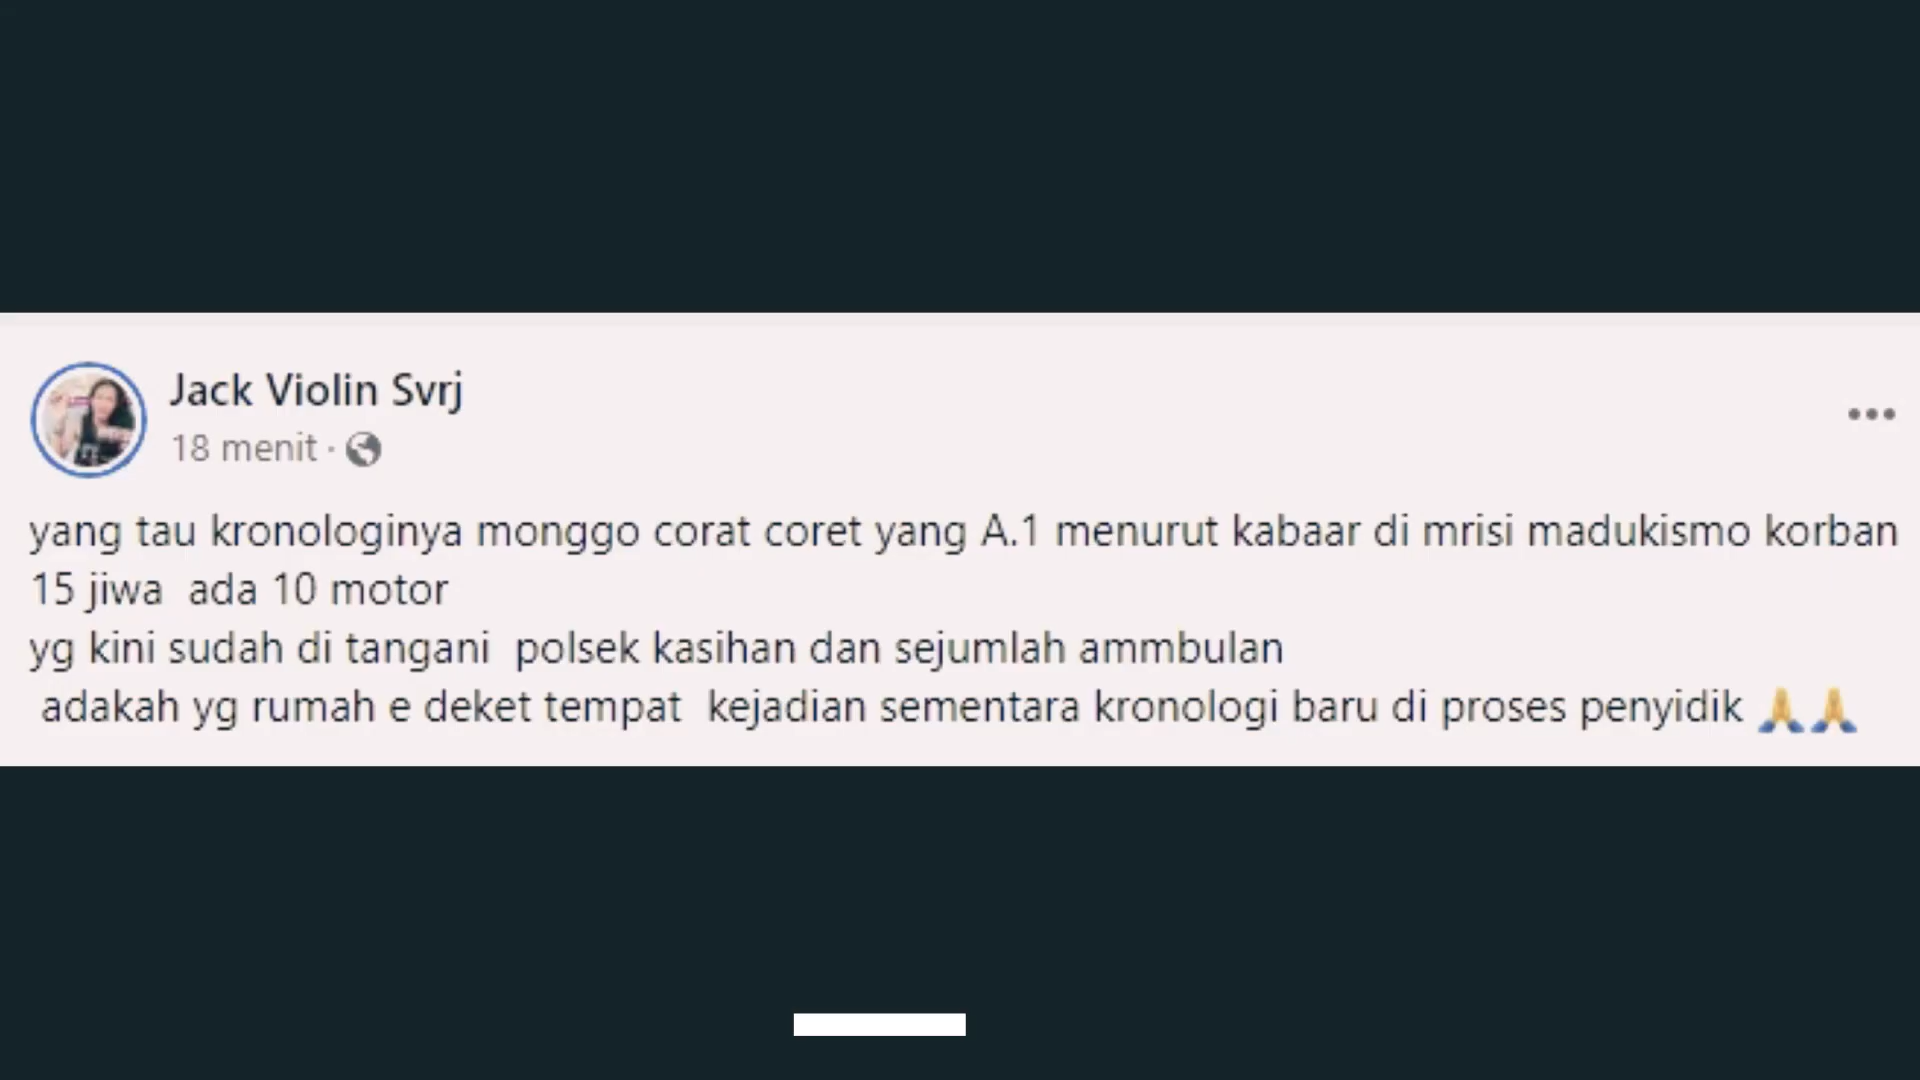 Jack Violin Svrj
18 menit ·
yang tau kronologinya monggo corat coret yang A.1 menurut kabaar di mrisi madukismo korban
15 jiwa ada 10 motor
yg kini sudah di tangani polsek kasihan dan sejumlah ammbulan
adakah yg rumah e deket tempat kejadian sementara kronologi baru di proses penyidik 🙏🙏